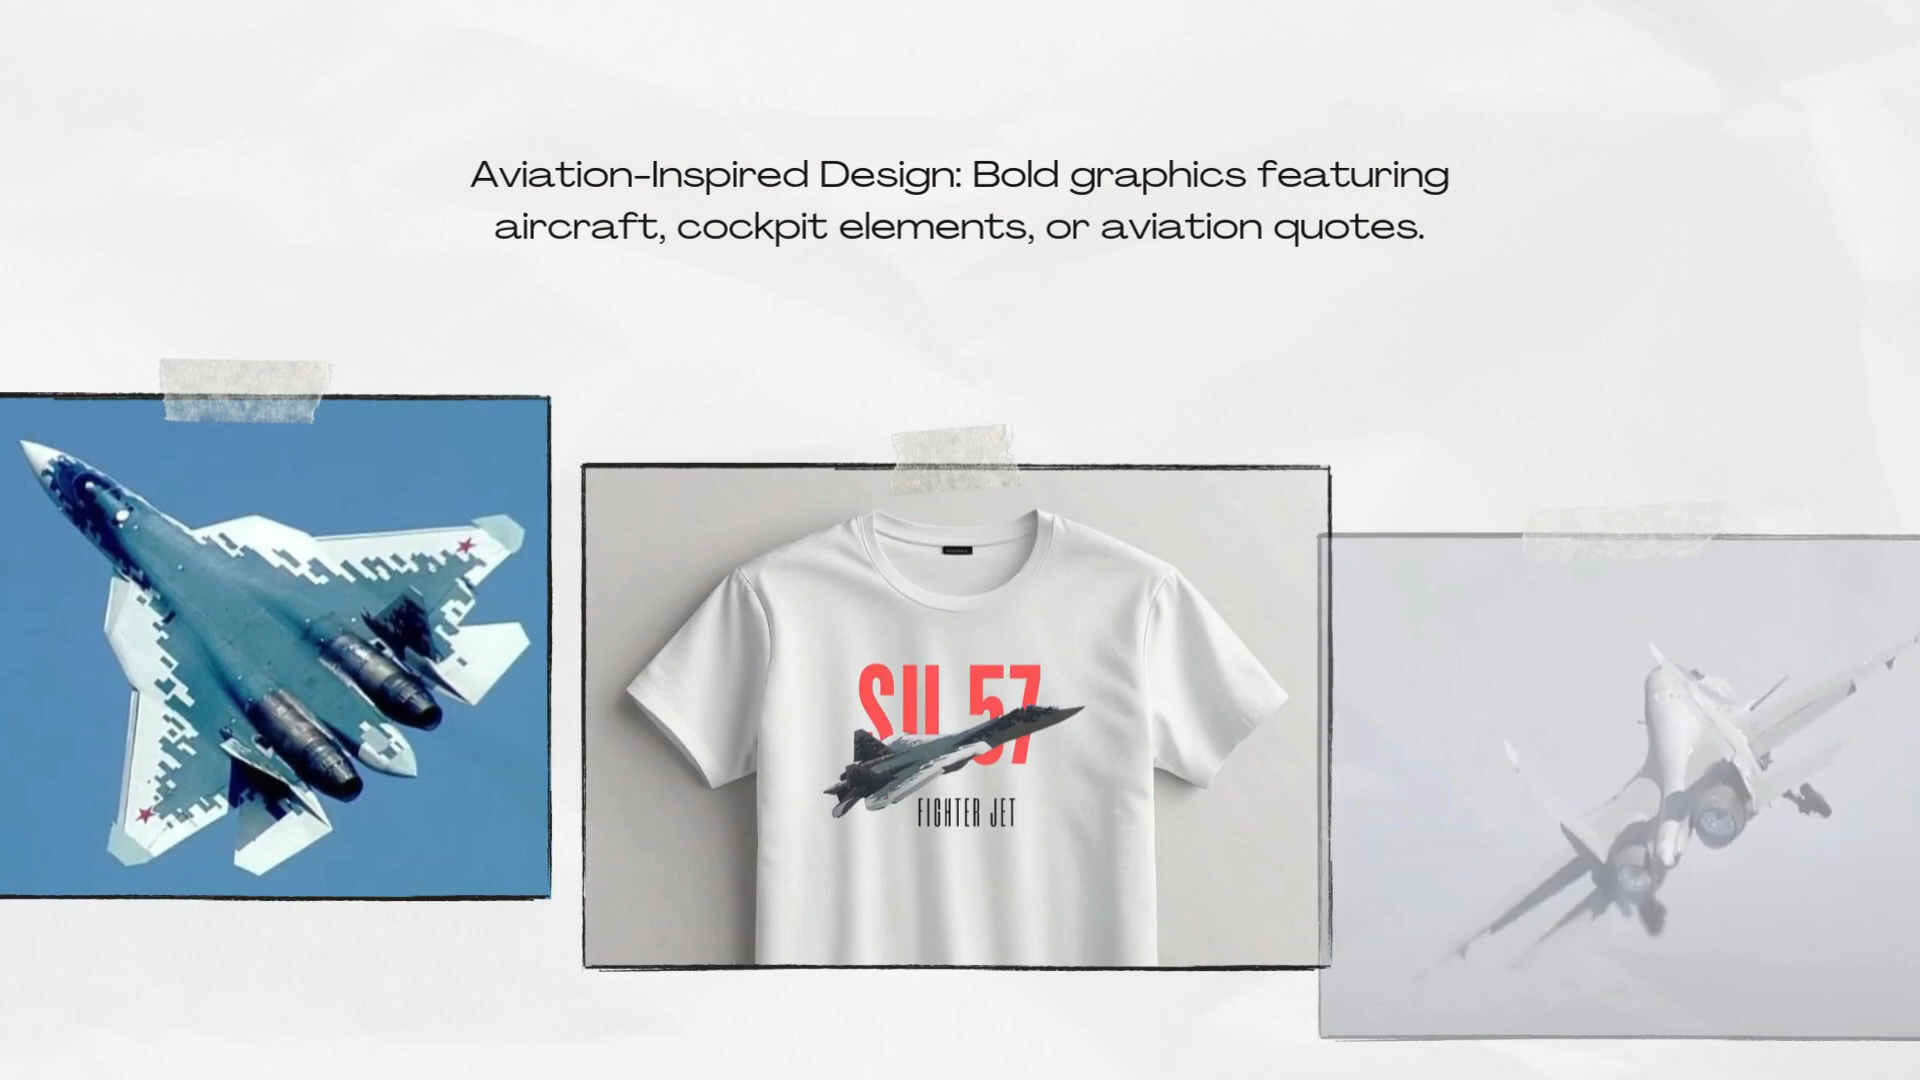 Aviation-Inspired Design: Bold graphics featuring
aircraft, cockpit elements, or aviation quotes.
SU 57
FIGHTER JET